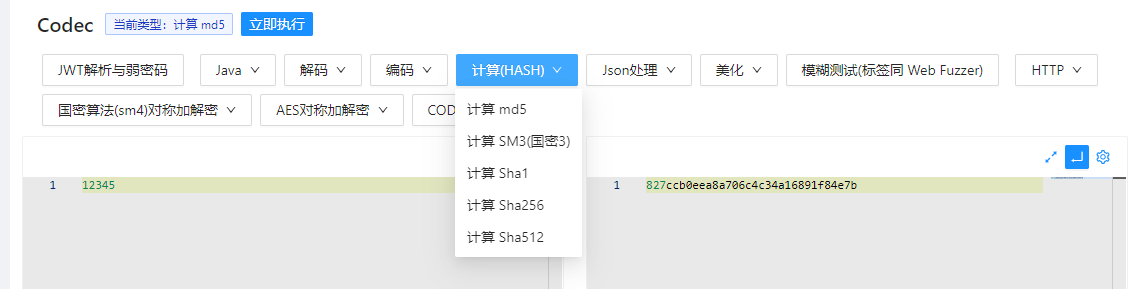 Codec 当前类型：计算 md5 立即执行
JWT解析与弱密码 Java 解码 编码 计算(HASH) Json处理 美化 模糊测试(标签同 Web Fuzzer) HTTP
国密算法(sm4)对称加解密 AES对称加解密 COD
计算 md5
计算 SM3(国密3)
计算 Sha1
计算 Sha256
计算 Sha512
1 12345
1 827ccb0eea8a706c4c34a16891f84e7b